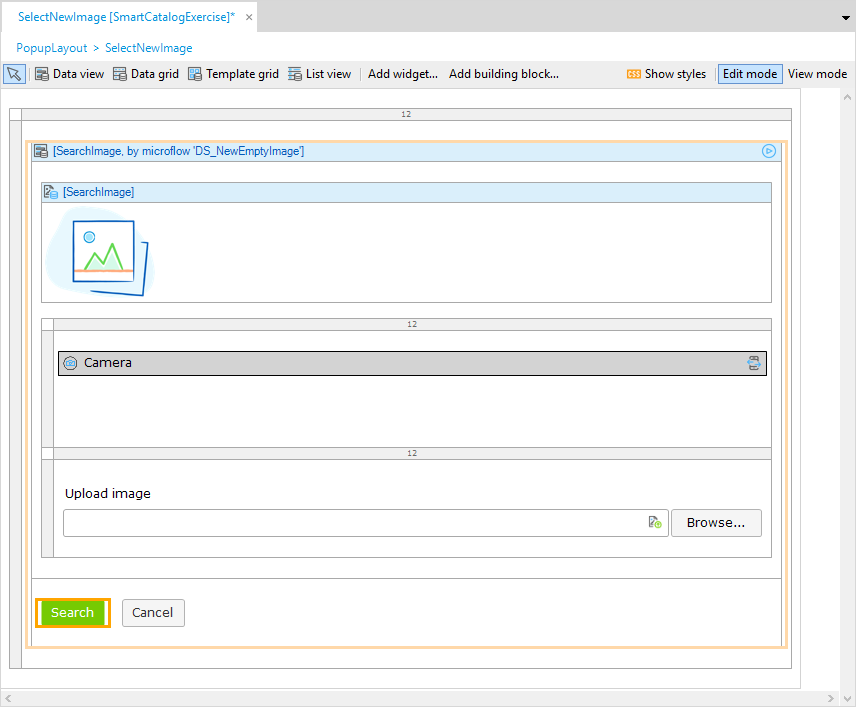 SelectNewImage [SmartCatalogExercise]* ×
PopupLayout > SelectNewImage
Data view Data grid Template grid List view Add widget... Add building block... CSS Show styles Edit mode View mode
12
[SearchImage, by microflow 'DS_NewEmptyImage']
[SearchImage]
12
Camera
12
Upload image
Browse...
Search Cancel